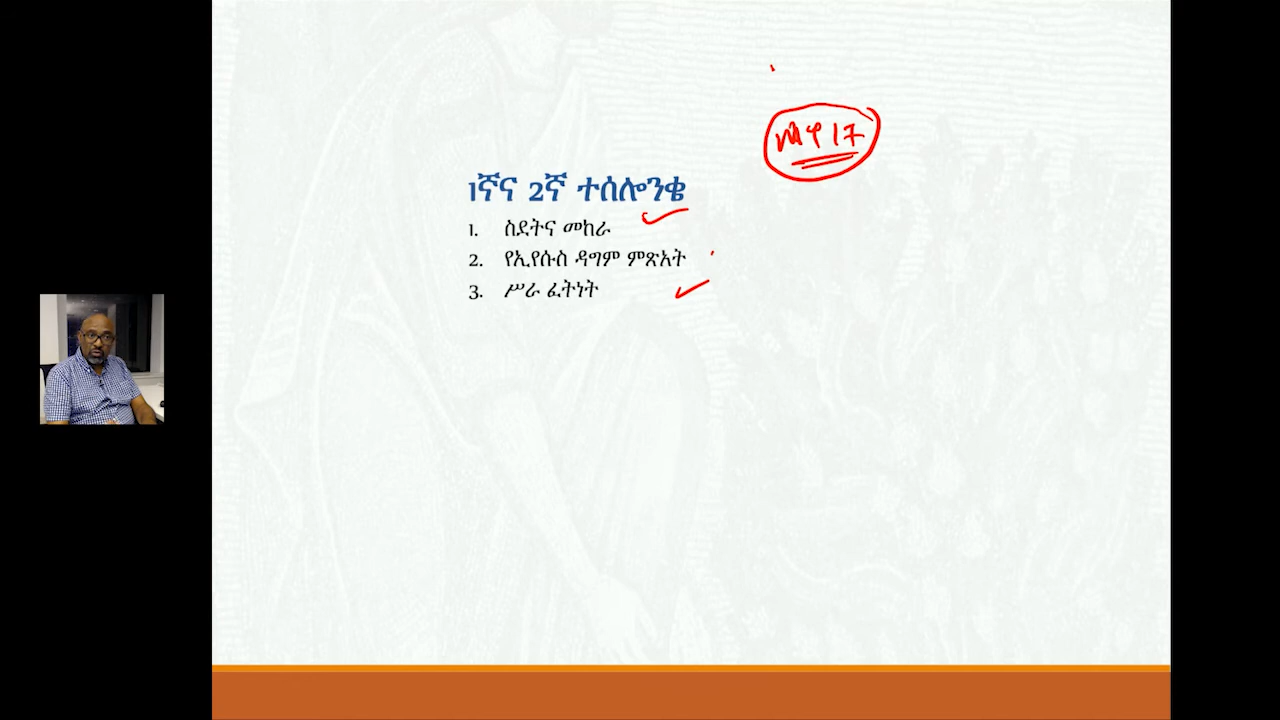 1ኛና 2ኛ ተሰሎንቄ
1. ስደትና መከራ
2. የኢየሱስ ዳግም ምጽአት
3. ሥራ ፈትነት